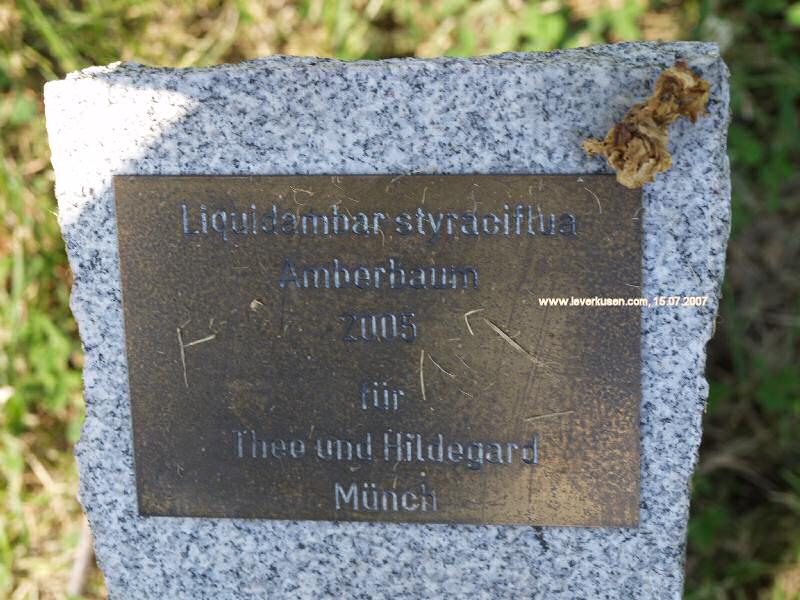 Liquidambar styraciflua
Amberbaum
www.leverkusen.com, 15.07.2007
2005
für
Theo und Hildegard
Münch